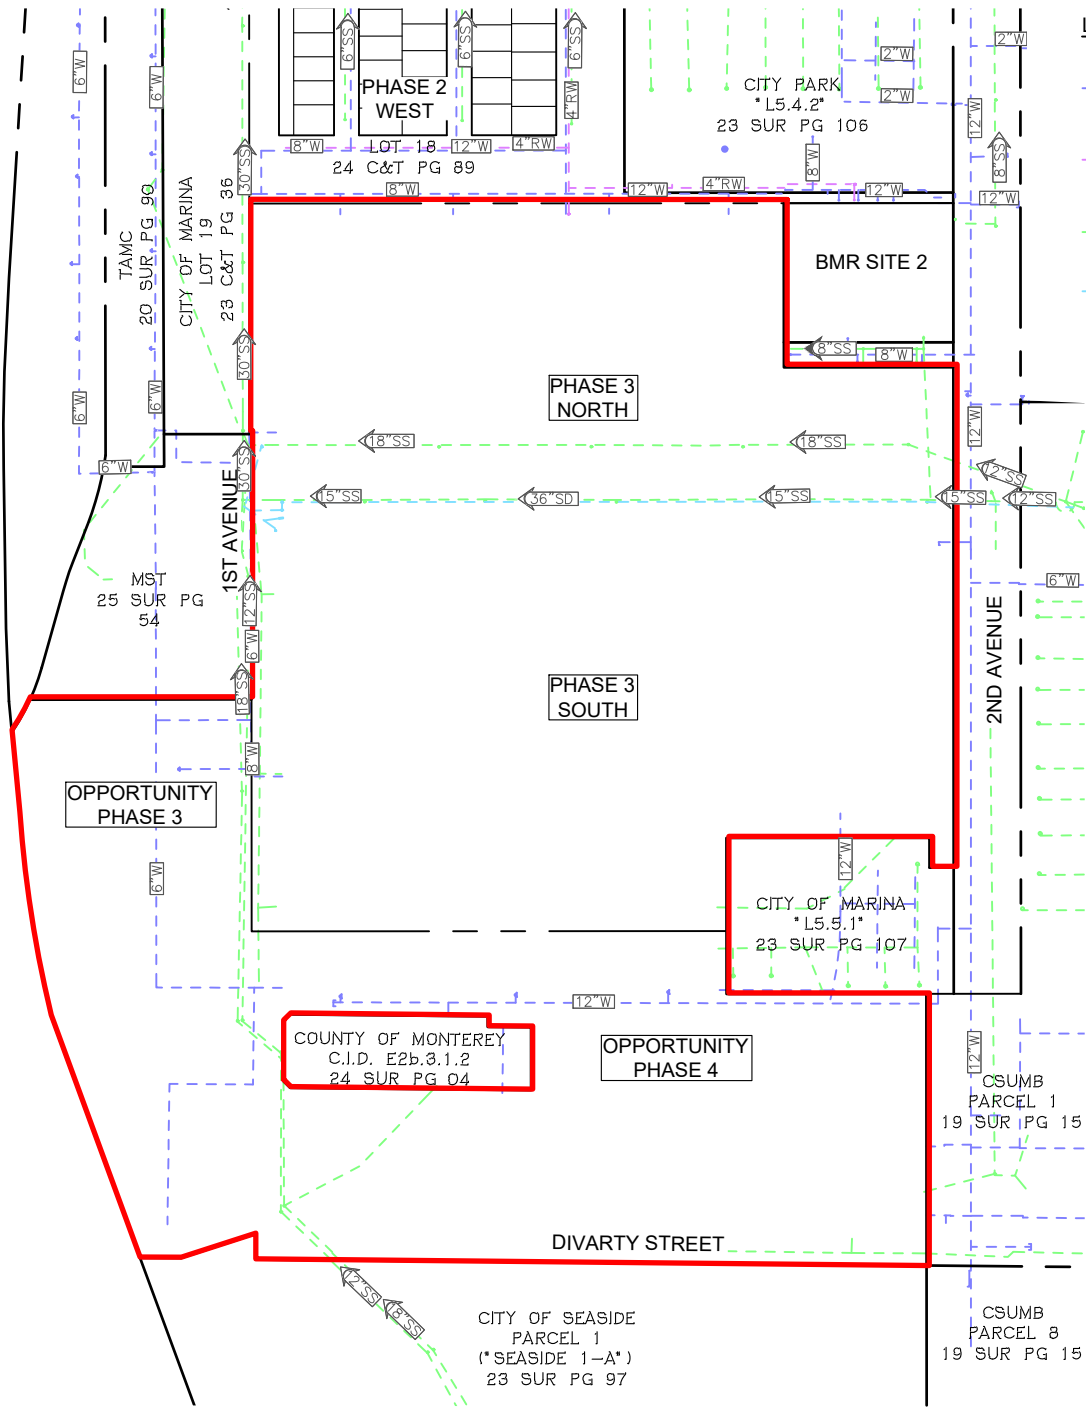 6"W
6"W
6"SS
6"SS
6"SS
2"W
2"W
2"W
PHASE 2
WEST
4"RW
CITY PARK
"L5.4.2"
23 SUR PG 106
12"W
8"SS
LOT 18
24 C&T PG 89
8"W
12"W
4"RW
8"W
30"SS
8"W
12"W
4"RW
12"W
12"W
TAMC
20 SUR PG 90
CITY OF MARINA
LOT 19
23 C&T PG 36
BMR SITE 2
30"SS
8"SS
8"W
PHASE 3
NORTH
6"W
6"W
12"W
18"SS
18"SS
6"W
30"SS
12"SS
15"SS
36"SD
15"SS
15"SS
12"SS
1ST AVENUE
MST
25 SUR PG
54
12"SS
6"W
6"W
2ND AVENUE
18"SS
PHASE 3
SOUTH
8"W
OPPORTUNITY
PHASE 3
6"W
12"W
CITY OF MARINA
"L5.5.1"
23 SUR PG 107
12"W
COUNTY OF MONTEREY
C.I.D. E2b.3.1.2
24 SUR PG 04
OPPORTUNITY
PHASE 4
12"W
CSUMB
PARCEL 1
19 SUR PG 15
DIVARTY STREET
12"SS
18"SS
CITY OF SEASIDE
PARCEL 1
("SEASIDE 1-A")
23 SUR PG 97
CSUMB
PARCEL 8
19 SUR PG 15